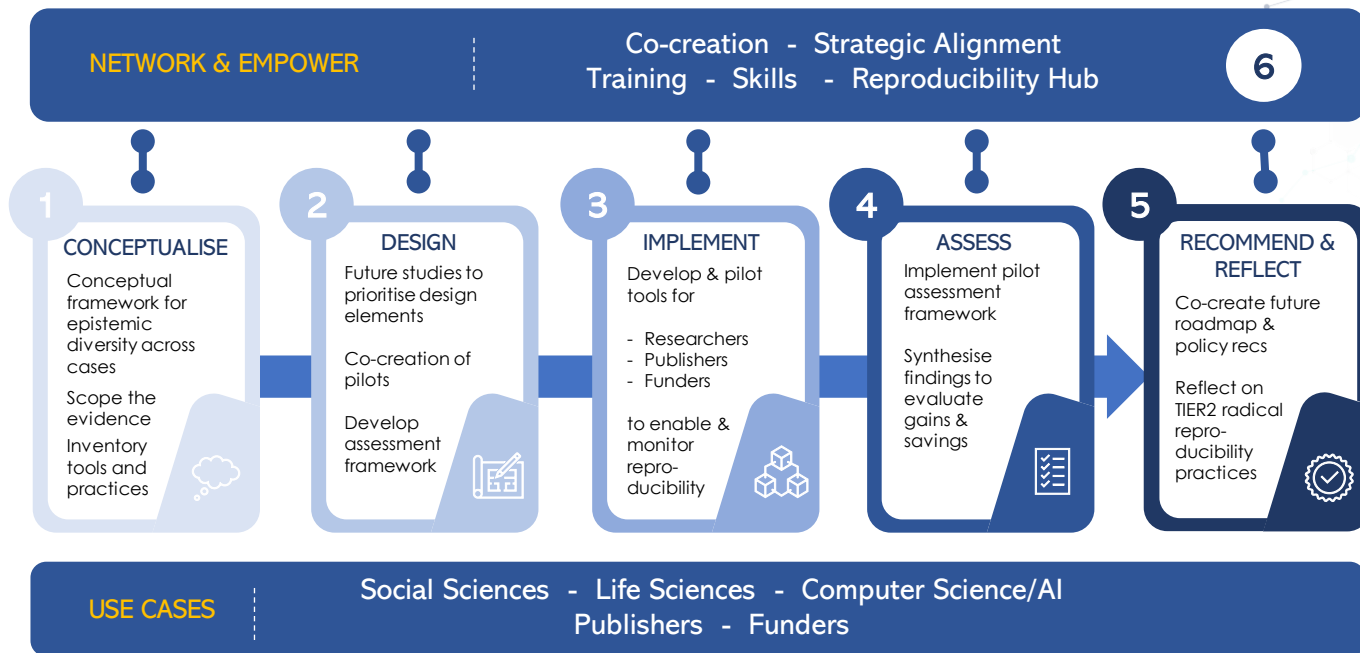 NETWORK & EMPOWER
Co-creation - Strategic Alignment
Training - Skills - Reproducibility Hub
6
1
CONCEPTUALISE
Conceptual
framework for
epistemic
diversity across
cases
Scope the
evidence
Inventory
tools and
practices
2
DESIGN
Future studies to
prioritise design
elements
Co-creation of
pilots
Develop
assessment
framework
3
IMPLEMENT
Develop & pilot
tools for
- Researchers
- Publishers
- Funders
to enable &
monitor
repro-
ducibility
4
ASSESS
Implement pilot
assessment
framework
Synthesise
findings to
evaluate
gains &
savings
5
RECOMMEND &
REFLECT
Co-create future
roadmap &
policy recs
Reflect on
TIER2 radical
repro-
ducibility
practices
USE CASES
Social Sciences - Life Sciences - Computer Science/AI
Publishers - Funders